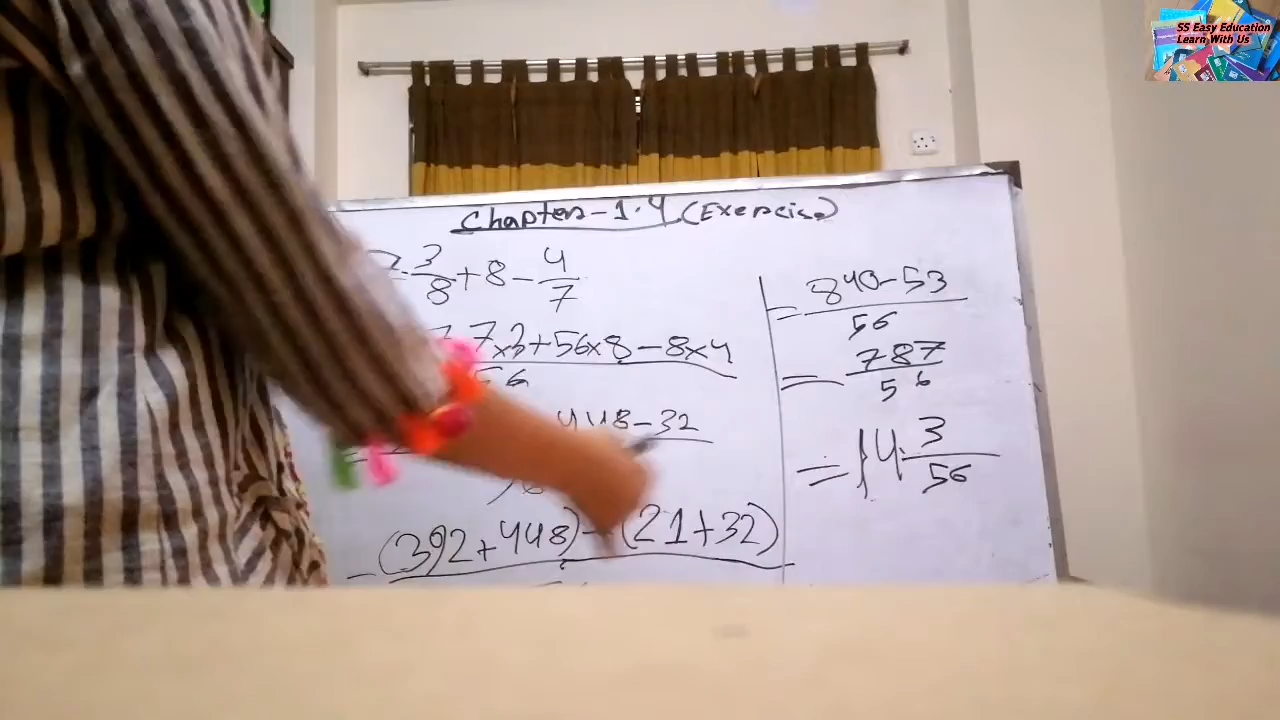 SS Easy Education
Learn With Us
Chapter-1.4 (Exercise)
3/8 + 8 - 4/7
7x3+56x8-8x4
56
448-32
(392+448) - (21+32)
= 840-53/56
= 787/56
= 14 3/56